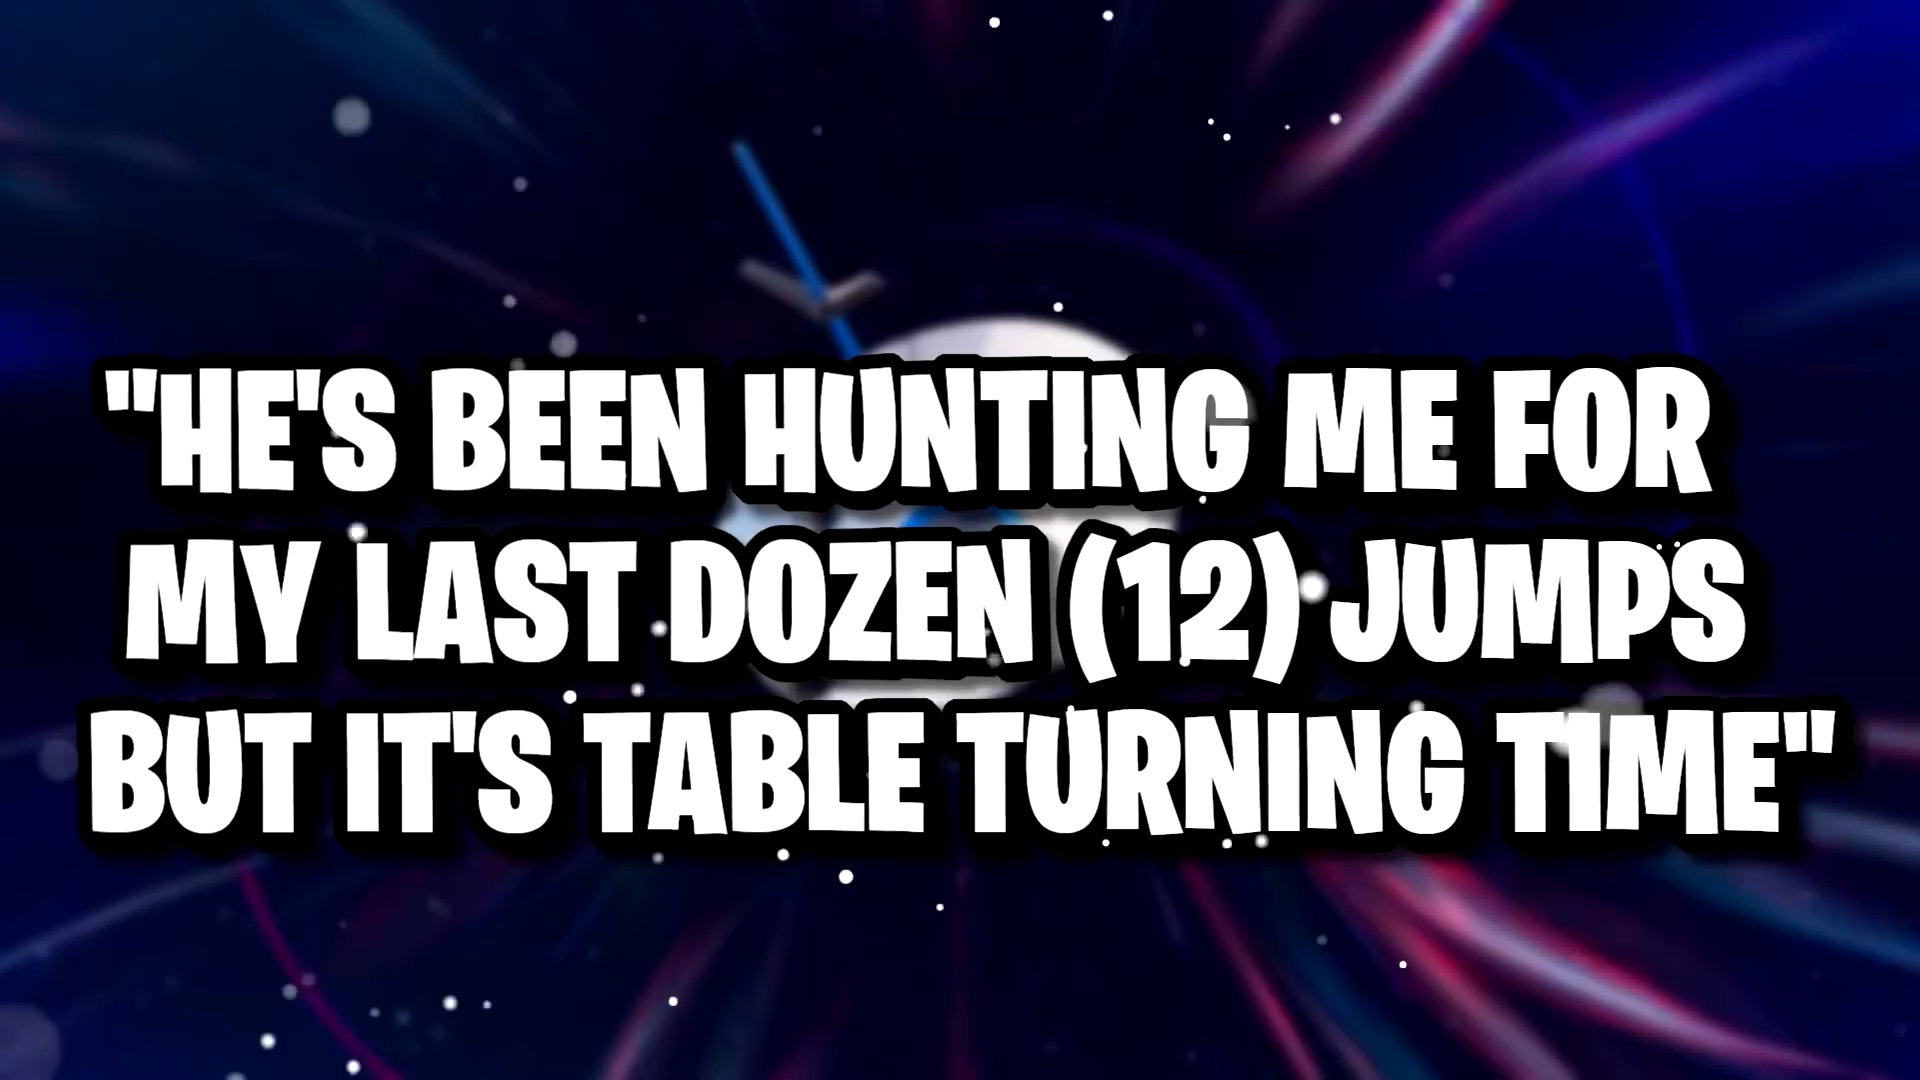 "HE'S BEEN HUNTING ME FOR
MY LAST DOZEN (12) JUMPS
BUT IT'S TABLE TURNING TIME"